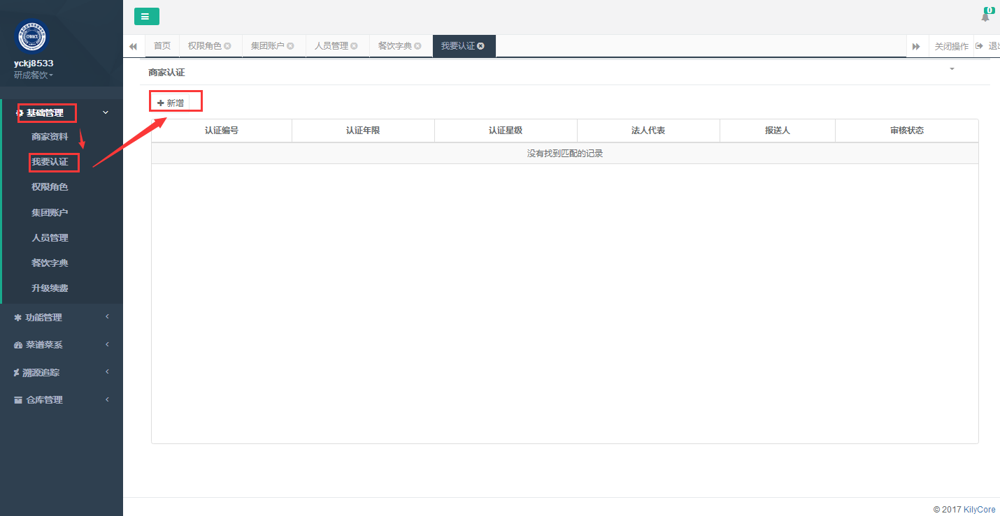 CFDACX
yckj8533
研成餐饮
基础管理
商家资料
我要认证
权限角色
集团账户
人员管理
餐饮字典
升级续费
功能管理
菜谱菜系
溯源追踪
仓库管理
0
首页
权限角色
集团账户
人员管理
餐饮字典
我要认证
关闭操作
退出
商家认证
新增
认证编号 认证年限 认证星级 法人代表 报送人 审核状态
没有找到匹配的记录
© 2017 KilyCore